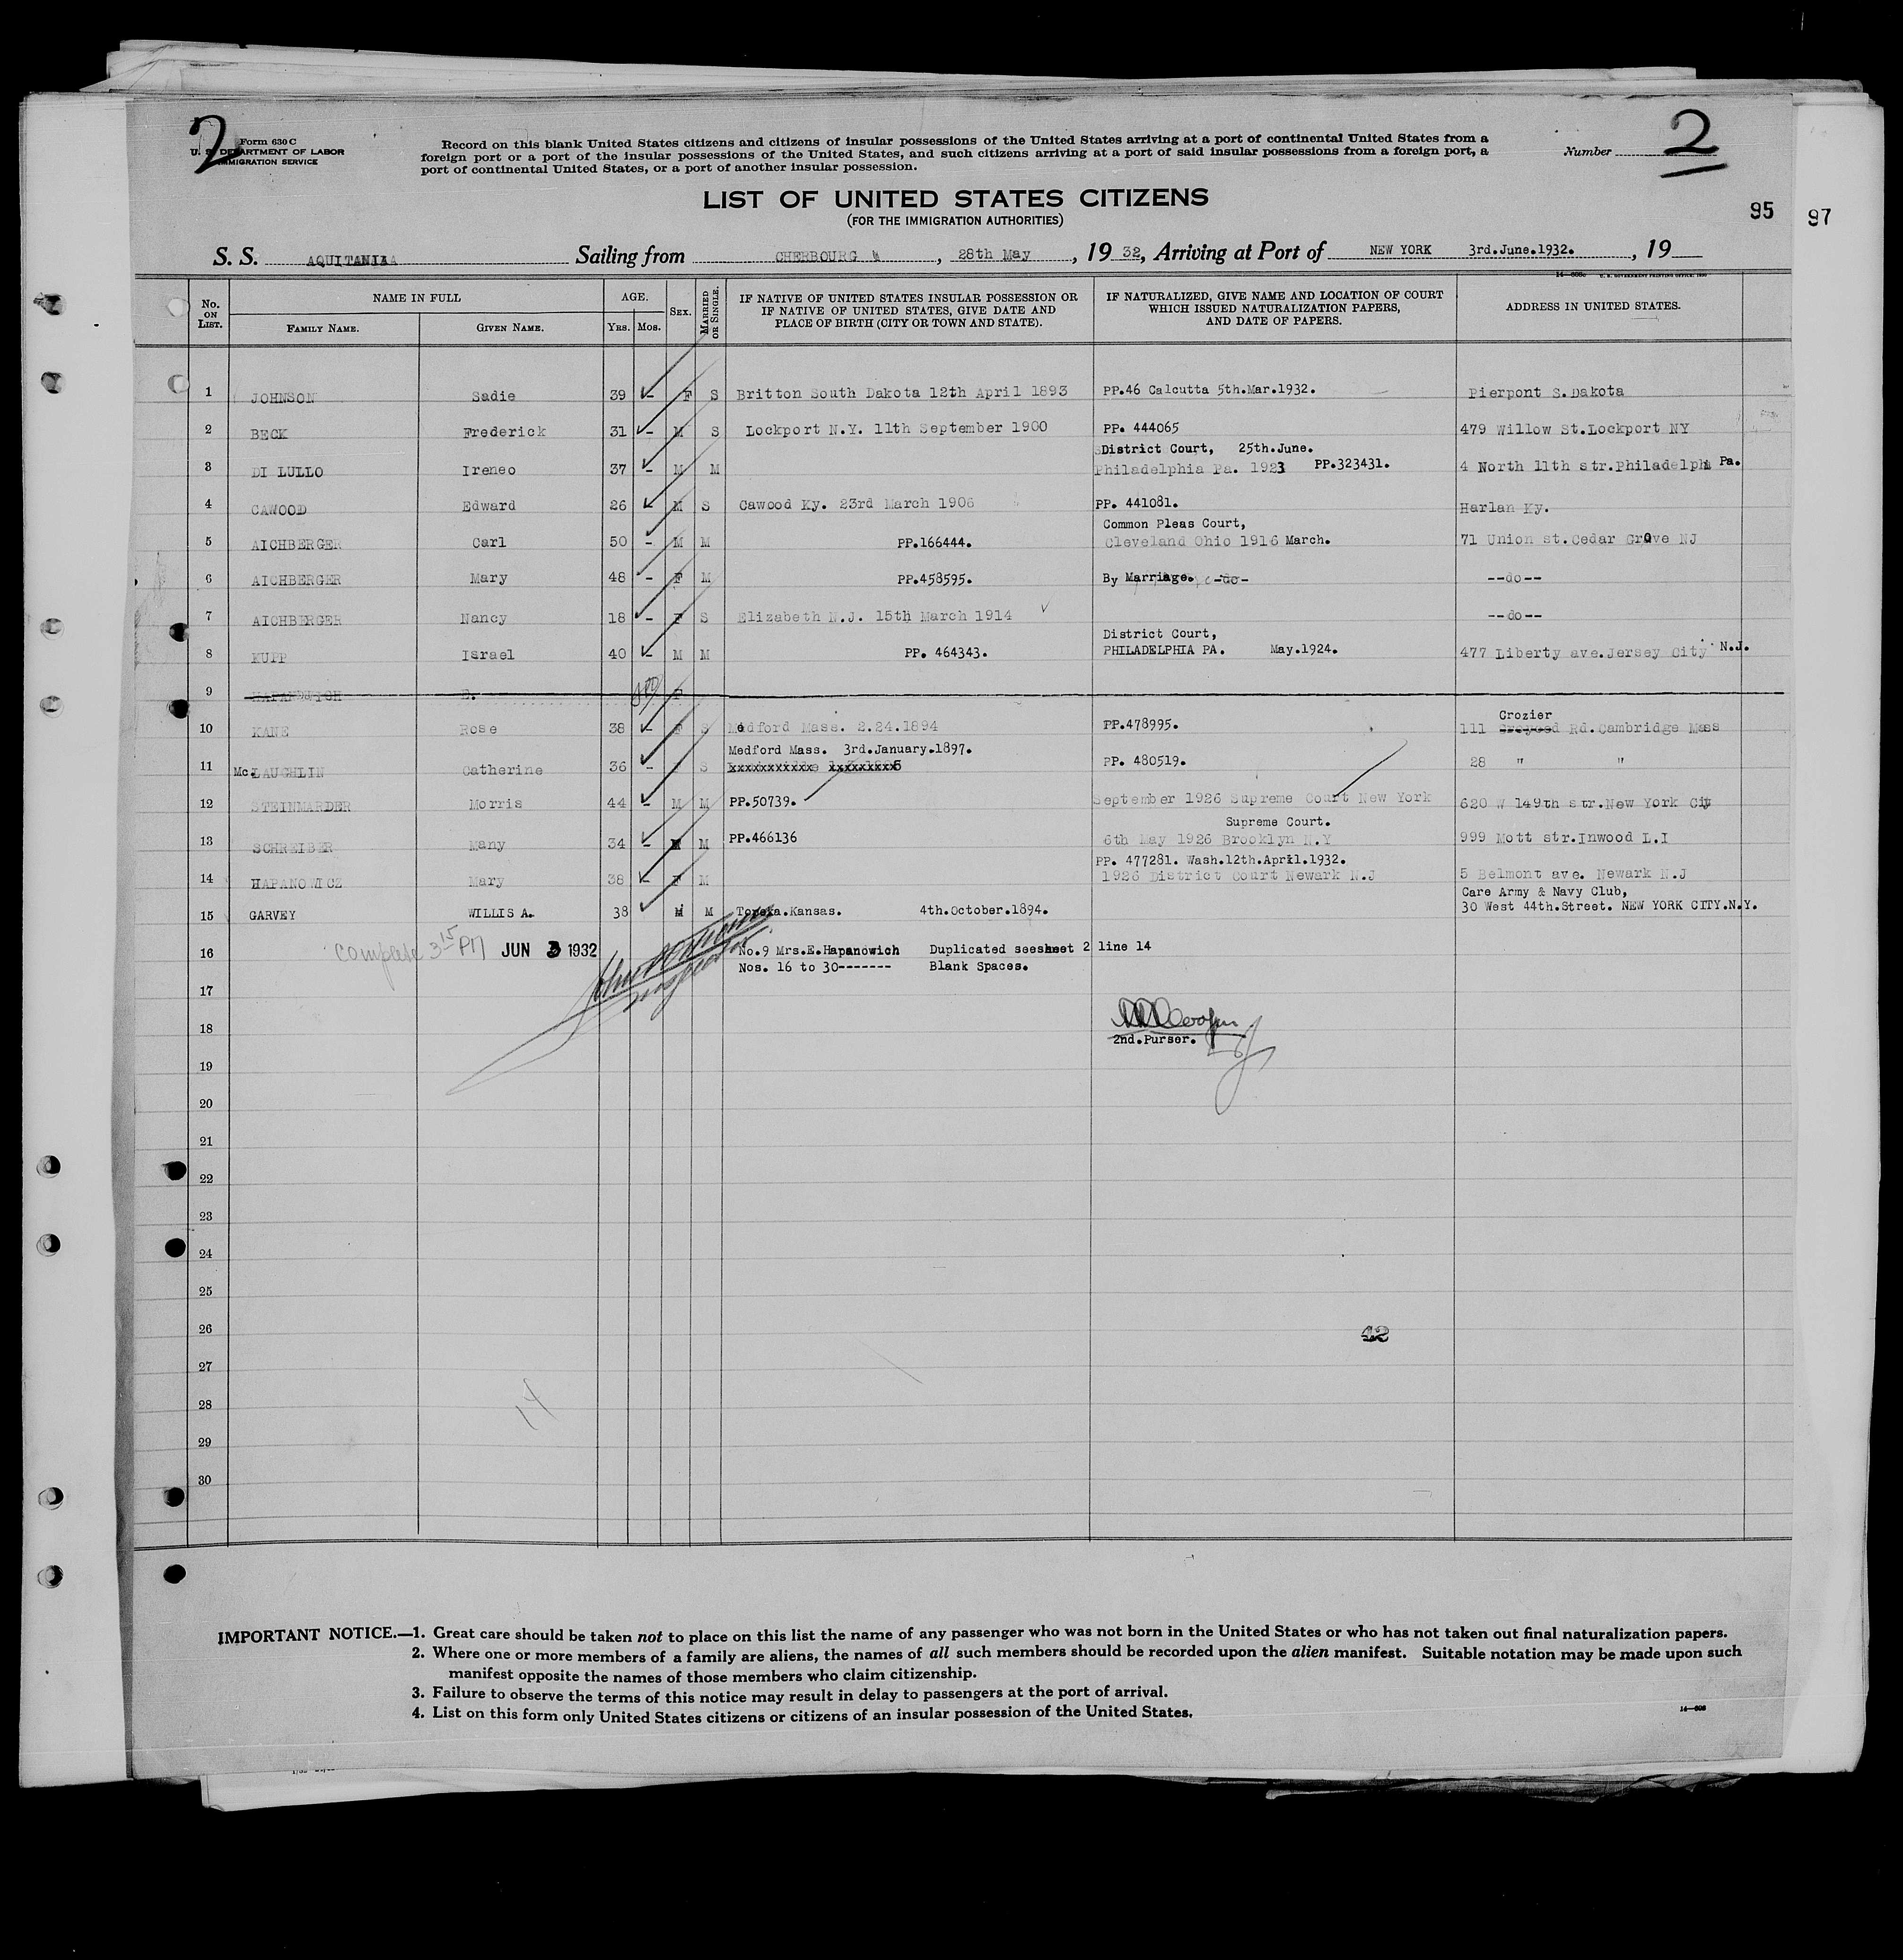 2
Form 630 C
U. S. DEPARTMENT OF LABOR
IMMIGRATION SERVICE
Record on this blank United States citizens and citizens of insular possessions of the United States arriving at a port of continental United States from a
foreign port or a port of the insular possessions of the United States, and such citizens arriving at a port of said insular possessions from a foreign port, a
port of continental United States, or a port of another insular possession.
Number 2
LIST OF UNITED STATES CITIZENS
(FOR THE IMMIGRATION AUTHORITIES)
95 97
S. S. AQUITANIA Sailing from CHERBOURG, 28th May, 19 32, Arriving at Port of NEW YORK 3rd.June.1932., 19
No. ON LIST. NAME IN FULL FAMILY NAME. GIVEN NAME. AGE. YRS. MOS. SEX. MARRIED OR SINGLE. IF NATIVE OF UNITED STATES INSULAR POSSESSION OR IF NATIVE OF UNITED STATES, GIVE DATE AND PLACE OF BIRTH (CITY OR TOWN AND STATE). IF NATURALIZED, GIVE NAME AND LOCATION OF COURT WHICH ISSUED NATURALIZATION PAPERS, AND DATE OF PAPERS. ADDRESS IN UNITED STATES.
1 JOHNSON Sadie 39 – F S Britton South Dakota 12th April 1893 PP.46 Calcutta 5th.Mar.1932. Pierpont S.Dakota
2 BECK Frederick 31 – M S Lockport N.Y. 11th September 1900 PP. 444065 479 Willow St.Lockport NY
District Court, 25th.June.
3 DI LULLO Ireneo 37 – M M Philadelphia Pa. 1923 PP.323431. 4 North 11th str.Philadelphi Pa.
4 CAWOOD Edward 26 – M S Cawood Ky. 23rd March 1906 PP. 441081. Harlan Ky.
Common Pleas Court,
5 AICHBERGER Carl 50 – M M PP.166444. Cleveland Ohio 1916 March. 71 Union st.Cedar Grove NJ
6 AICHBERGER Mary 48 – F M PP.458595. By Marriage. –do– --do--
7 AICHBERGER Nancy 18 – F S Elizabeth N.J. 15th March 1914 --do--
District Court,
8 KUPP Israel 40 – M M PP. 464343. PHILADELPHIA PA. May.1924. 477 Liberty ave.Jersey City N.J.
9 HAPANOWICH E. F
Crozier
10 KANE Rose 38 – F S Medford Mass. 2.24.1894 PP.478995. 111 Rd.Cambridge Mass
Medford Mass. 3rd.January.1897.
11 Mc.LAUGHLIN Catherine 36 – F S xxxxxxxxxxx xxxxxxxxx5 PP. 480519. 28 " "
12 STEINMARDER Morris 44 – M M PP.50739. September 1926 Supreme Court New York 620 W 149th str.New York City
Supreme Court.
13 SCHREIBER Many 34 – M M PP.466136 6th May 1926 Brooklyn N.Y 999 Mott str.Inwood L.I
PP. 477281. Wash.12th.April.1932.
14 HAPANOWICZ Mary 38 – F M 1926 District Court Newark N.J 5 Belmont ave. Newark N.J
Care Army & Navy Club,
15 GARVEY WILLIS A. 38 M M Topeka.Kansas. 4th.October.1894. 30 West 44th.Street. NEW YORK CITY.N.Y.
16 Complete 3 15 PM JUN 3 1932 No.9 Mrs.E.Hapanowich Duplicated seesheet 2 line 14
Nos. 16 to 30------- Blank Spaces.
17
18
2nd.Purser.
19
20
21
22
23
24
25
26 42
27
28 14
29
30
IMPORTANT NOTICE.—1. Great care should be taken not to place on this list the name of any passenger who was not born in the United States or who has not taken out final naturalization papers.
2. Where one or more members of a family are aliens, the names of all such members should be recorded upon the alien manifest. Suitable notation may be made upon such
manifest opposite the names of those members who claim citizenship.
3. Failure to observe the terms of this notice may result in delay to passengers at the port of arrival.
4. List on this form only United States citizens or citizens of an insular possession of the United States.